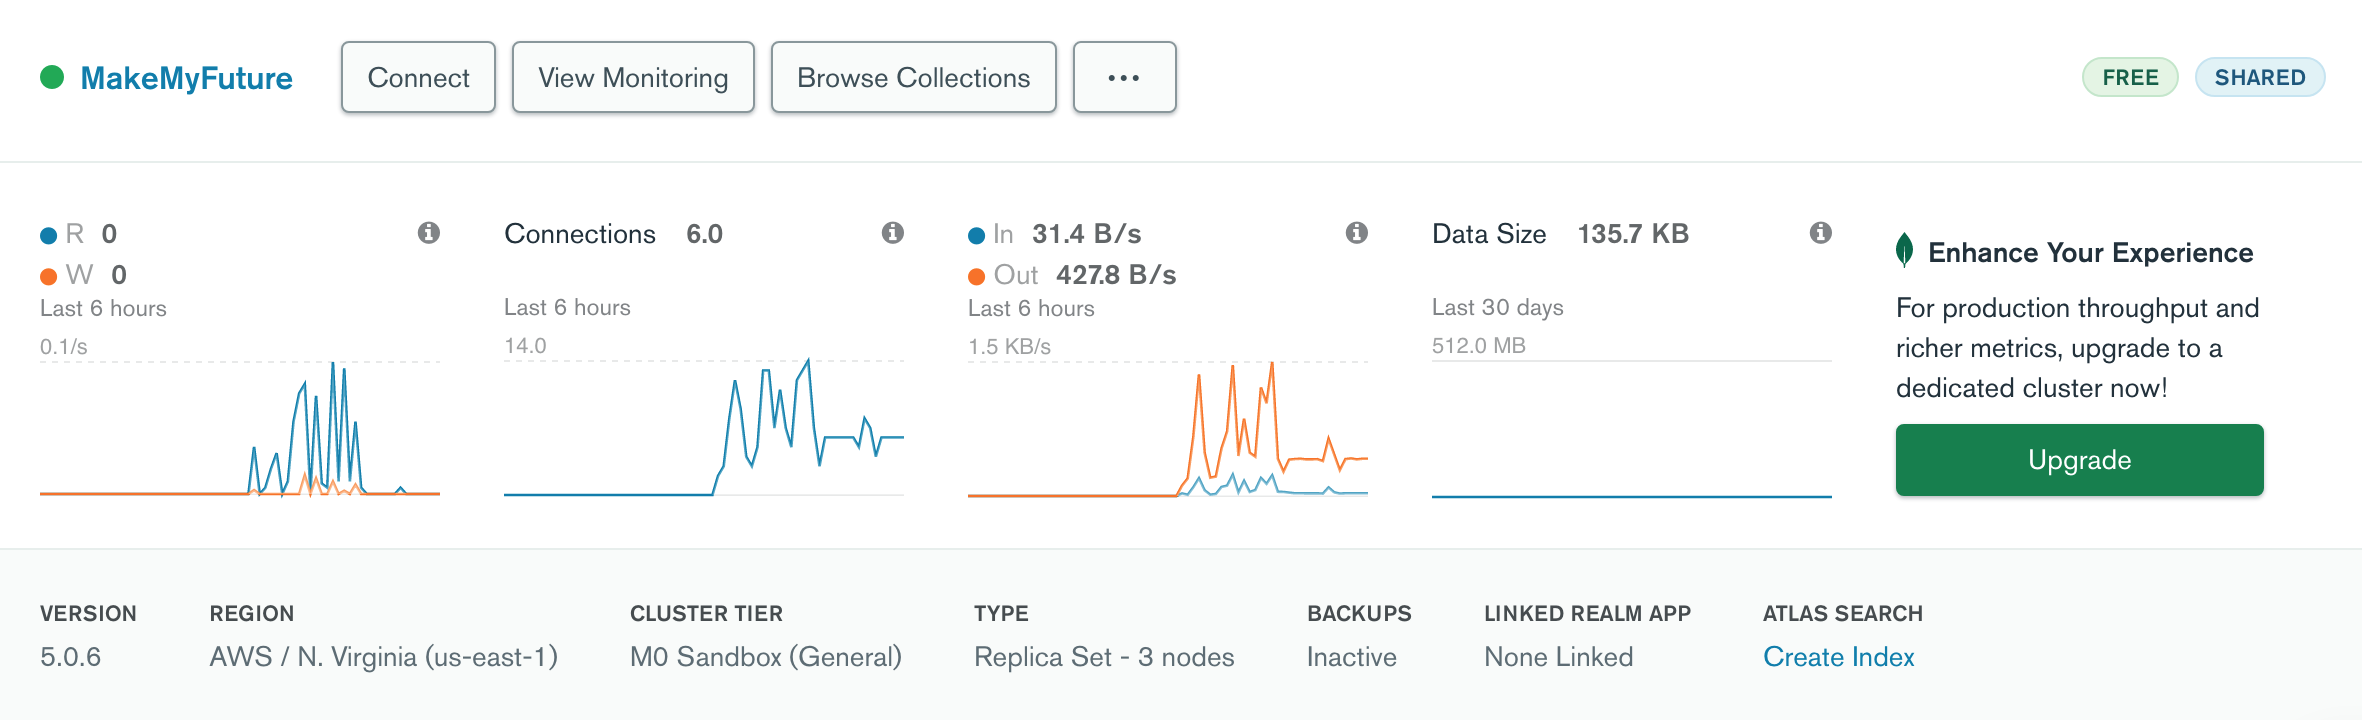 MakeMyFuture
Connect
View Monitoring
Browse Collections
...
FREE
SHARED
R 0
W 0
Last 6 hours
0.1/s
Connections 6.0
Last 6 hours
14.0
In 31.4 B/s
Out 427.8 B/s
Last 6 hours
1.5 KB/s
Data Size 135.7 KB
Last 30 days
512.0 MB
Enhance Your Experience
For production throughput and
richer metrics, upgrade to a
dedicated cluster now!
Upgrade
VERSION
5.0.6
REGION
AWS / N. Virginia (us-east-1)
CLUSTER TIER
M0 Sandbox (General)
TYPE
Replica Set - 3 nodes
BACKUPS
Inactive
LINKED REALM APP
None Linked
ATLAS SEARCH
Create Index